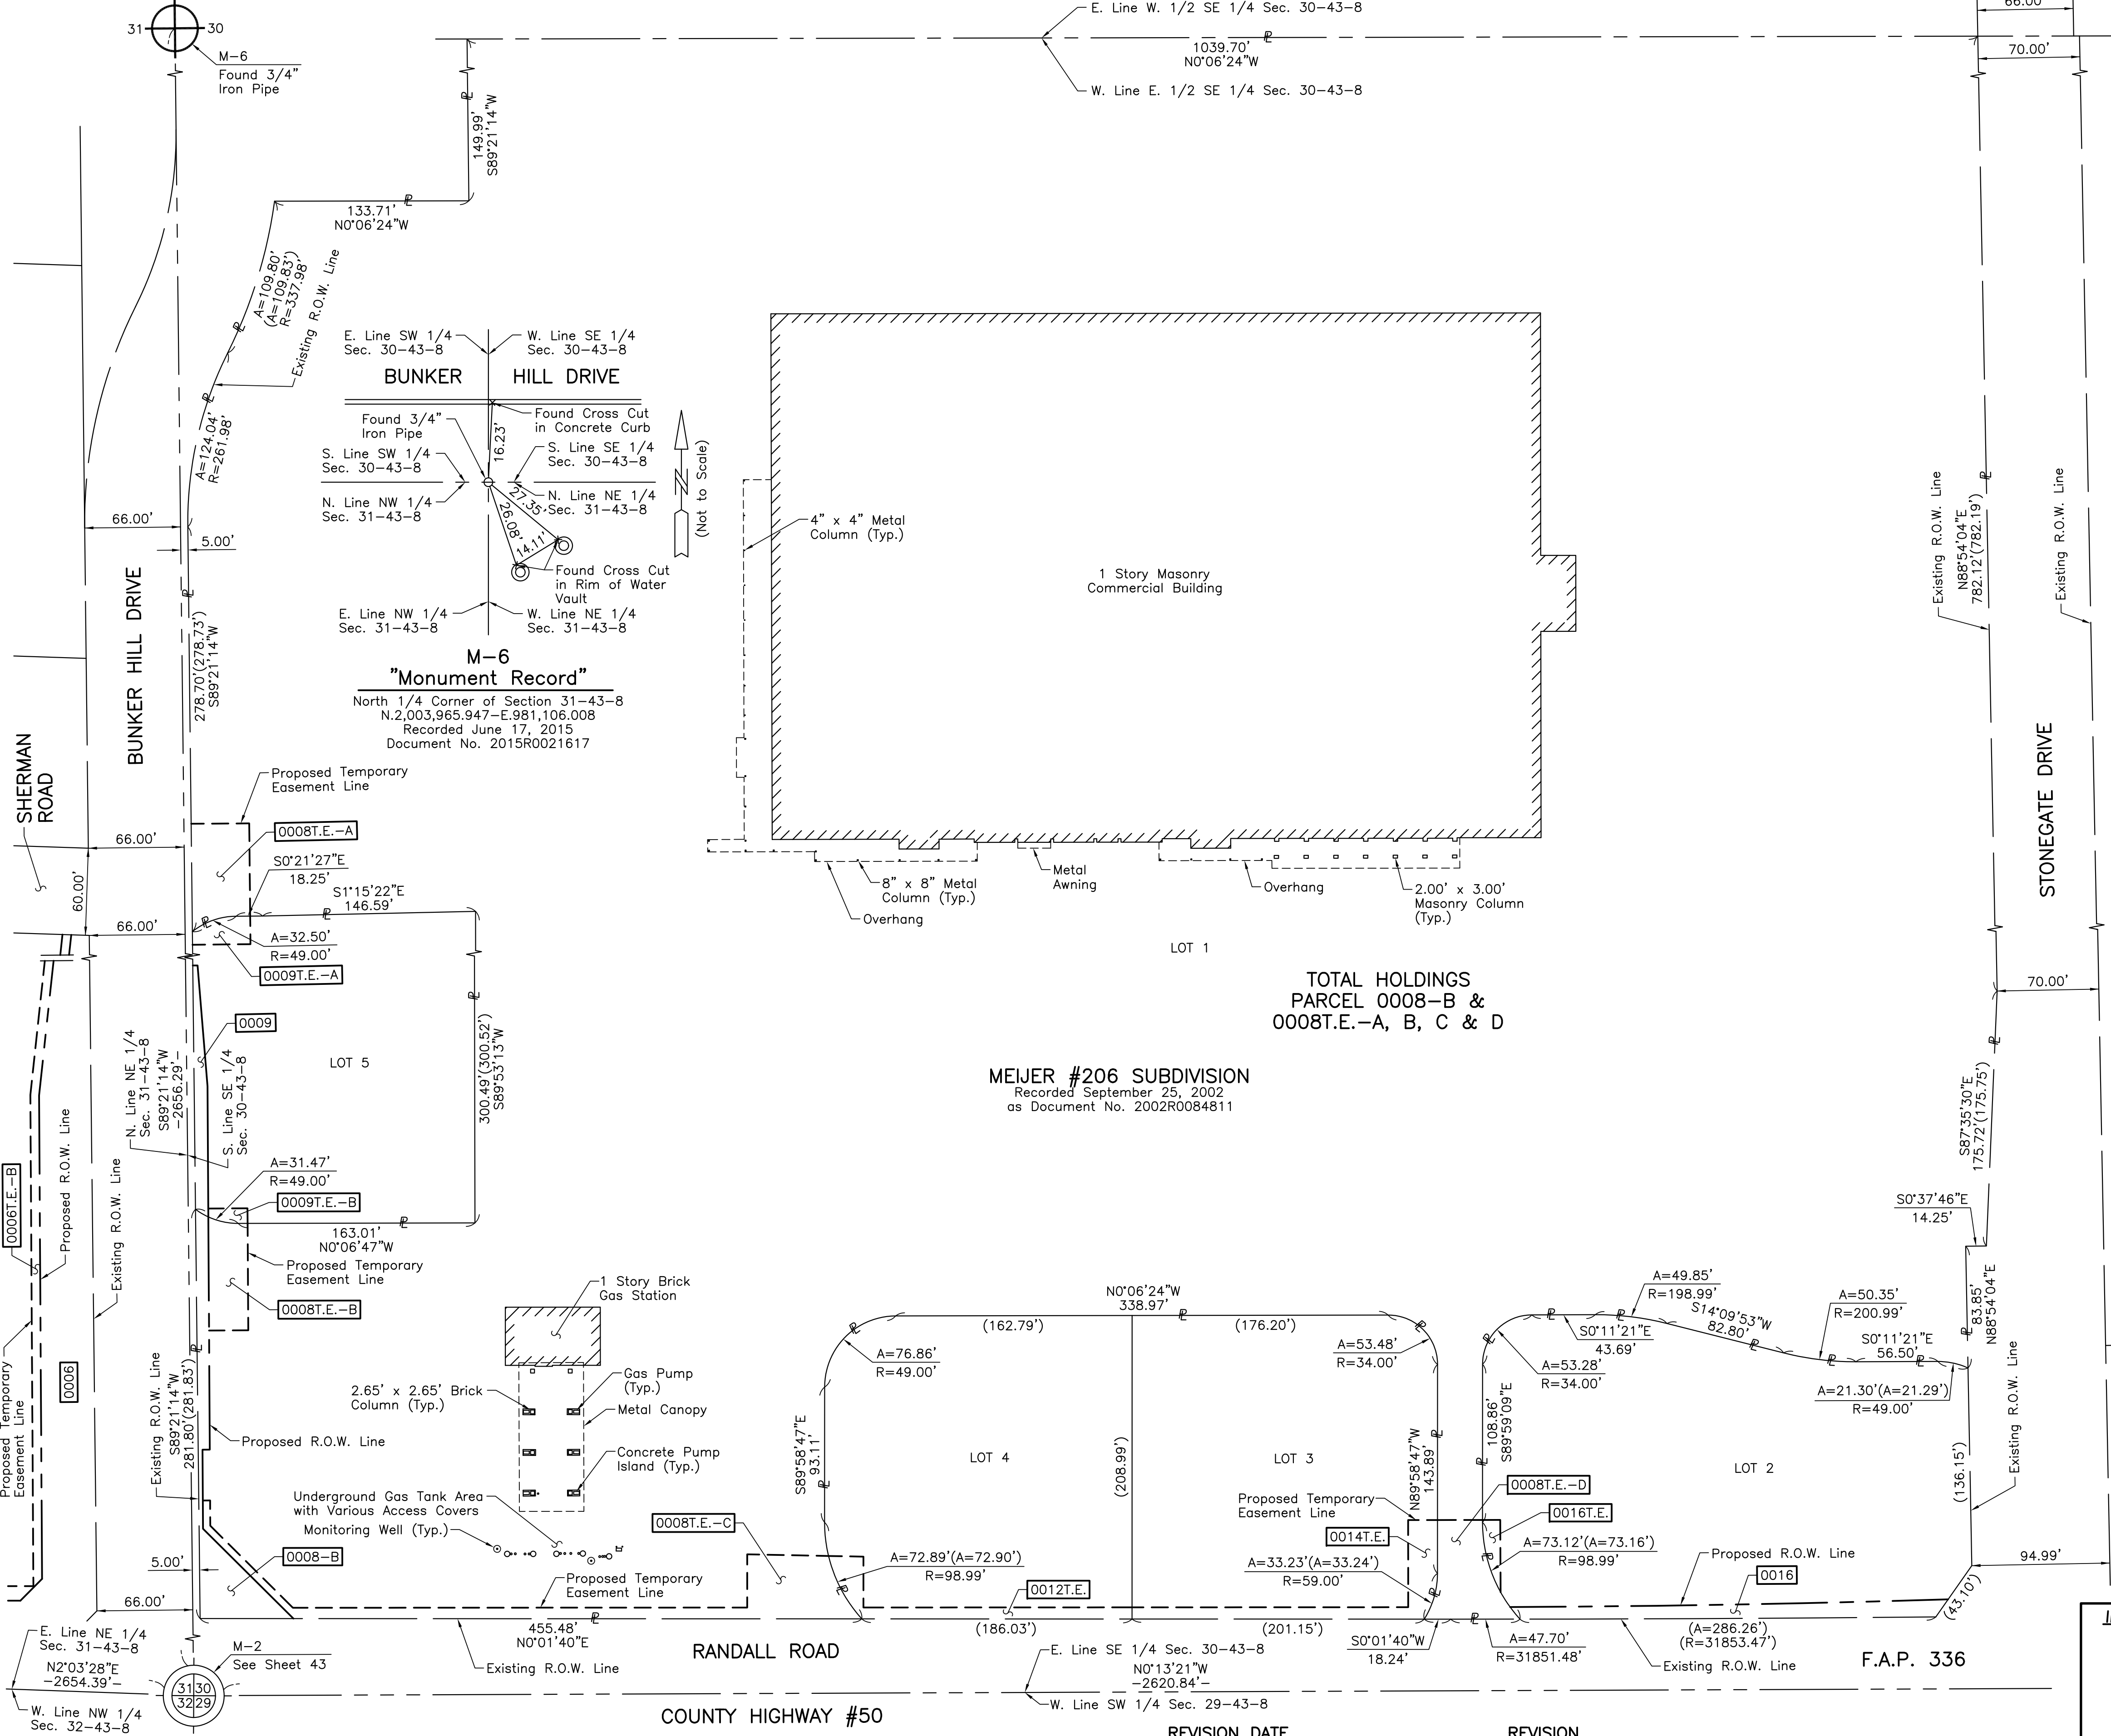 E. Line W. 1/2 SE 1/4 Sec. 30-43-8
66.00'
31
30
M-6
Found 3/4"
Iron Pipe
1039.70'
N0°06'24"W
W. Line E. 1/2 SE 1/4 Sec. 30-43-8
70.00'
149.99'
S89°21'14"W
133.71'
N0°06'24"W
A=109.80'
(A=109.83')
R=337.98'
Existing R.O.W. Line
A=124.04'
R=261.98'
E. Line SW 1/4
Sec. 30-43-8
W. Line SE 1/4
Sec. 30-43-8
BUNKER HILL DRIVE
Found 3/4"
Iron Pipe
Found Cross Cut
in Concrete Curb
16.23'
S. Line SW 1/4
Sec. 30-43-8
S. Line SE 1/4
Sec. 30-43-8
N. Line NW 1/4
Sec. 31-43-8
N. Line NE 1/4
Sec. 31-43-8
27.35'
26.08'
14.11'
Found Cross Cut
in Rim of Water
Vault
E. Line NW 1/4
Sec. 31-43-8
W. Line NE 1/4
Sec. 31-43-8
N
(Not to Scale)
M-6
"Monument Record"
North 1/4 Corner of Section 31-43-8
N.2,003,965.947-E.981,106.008
Recorded June 17, 2015
Document No. 2015R0021617
66.00'
5.00'
BUNKER HILL DRIVE
278.70'(278.73')
S89°21'14"W
SHERMAN
ROAD
4" x 4" Metal
Column (Typ.)
1 Story Masonry
Commercial Building
8" x 8" Metal
Column (Typ.)
Overhang
Metal
Awning
Overhang
2.00' x 3.00'
Masonry Column
(Typ.)
Existing R.O.W. Line
N88°54'04"E
782.12'(782.19')
Existing R.O.W. Line
STONEGATE DRIVE
70.00'
Proposed Temporary
Easement Line
0008T.E.-A
S0°21'27"E
18.25'
S1°15'22"E
146.59'
66.00'
60.00'
66.00'
A=32.50'
R=49.00'
0009T.E.-A
0009
LOT 5
300.49'(300.52')
S89°53'13"W
N. Line NE 1/4
Sec. 31-43-8
S89°21'14"W
-2656.29'-
S. Line SE 1/4
Sec. 30-43-8
A=31.47'
R=49.00'
0009T.E.-B
163.01'
N0°06'47"W
Proposed Temporary
Easement Line
0008T.E.-B
LOT 1
TOTAL HOLDINGS
PARCEL 0008-B &
0008T.E.-A, B, C & D
MEIJER #206 SUBDIVISION
Recorded September 25, 2002
as Document No. 2002R0084811
S87°35'30"E
175.72'(175.75')
S0°37'46"E
14.25'
83.85'
N88°54'04"E
0006T.E.-B
Proposed R.O.W. Line
Existing R.O.W. Line
0006
Proposed Temporary
Easement Line
Existing R.O.W. Line
S89°21'14"W
281.80'(281.83')
Proposed R.O.W. Line
1 Story Brick
Gas Station
2.65' x 2.65' Brick
Column (Typ.)
Gas Pump
(Typ.)
Metal Canopy
Concrete Pump
Island (Typ.)
Underground Gas Tank Area
with Various Access Covers
Monitoring Well (Typ.)
0008-B
0008T.E.-C
Proposed Temporary
Easement Line
N0°06'24"W
338.97'
(162.79')
(176.20')
A=76.86'
R=49.00'
S89°58'47"E
93.11'
LOT 4
(208.99')
LOT 3
A=53.48'
R=34.00'
N89°58'47"W
143.89'
Proposed Temporary
Easement Line
0014T.E.
A=33.23'(A=33.24')
R=59.00'
A=72.89'(A=72.90')
R=98.99'
0012T.E.
A=49.85'
R=198.99'
S0°11'21"E
43.69'
A=53.28'
R=34.00'
S14°09'53"W
82.80'
A=50.35'
R=200.99'
S0°11'21"E
56.50'
A=21.30'(A=21.29')
R=49.00'
108.86'
S89°59'09"E
LOT 2
0008T.E.-D
0016T.E.
A=73.12'(A=73.16')
R=98.99'
Proposed R.O.W. Line
0016
(136.15')
Existing R.O.W. Line
94.99'
(43.10')
5.00'
66.00'
455.48'
N0°01'40"E
Existing R.O.W. Line
RANDALL ROAD
(186.03')
(201.15')
S0°01'40"W
18.24'
A=47.70'
R=31851.48'
(A=286.26')
(R=31853.47')
Existing R.O.W. Line
F.A.P. 336
E. Line NE 1/4
Sec. 31-43-8
N2°03'28"E
-2654.39'-
W. Line NW 1/4
Sec. 32-43-8
M-2
See Sheet 43
31 30
32 29
E. Line SE 1/4 Sec. 30-43-8
N0°13'21"W
-2620.84'-
W. Line SW 1/4 Sec. 29-43-8
COUNTY HIGHWAY #50
REVISION DATE
REVISION